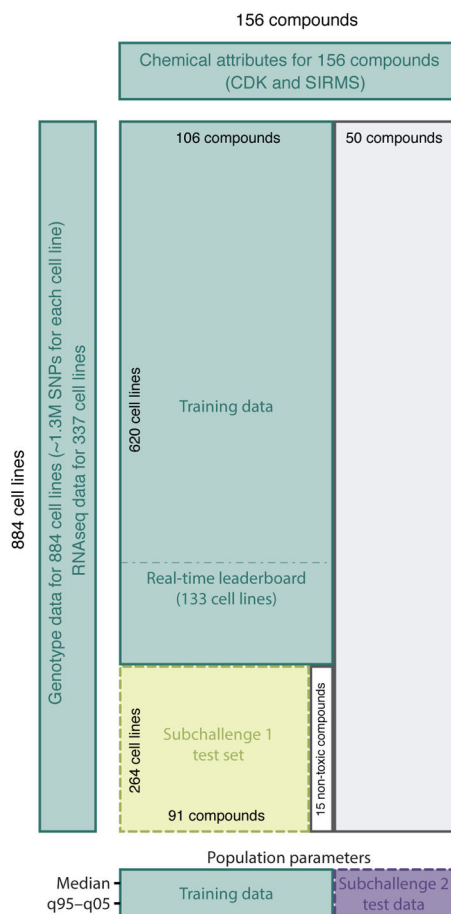 156 compounds
Chemical attributes for 156 compounds
(CDK and SIRMS)
106 compounds
50 compounds
884 cell lines
Genotype data for 884 cell lines (~1.3M SNPs for each cell line)
RNAseq data for 337 cell lines
620 cell lines
Training data
Real-time leaderboard
(133 cell lines)
264 cell lines
Subchallenge 1
test set
91 compounds
15 non-toxic compounds
Population parameters
Median
q95–q05
Training data
Subchallenge 2
test data